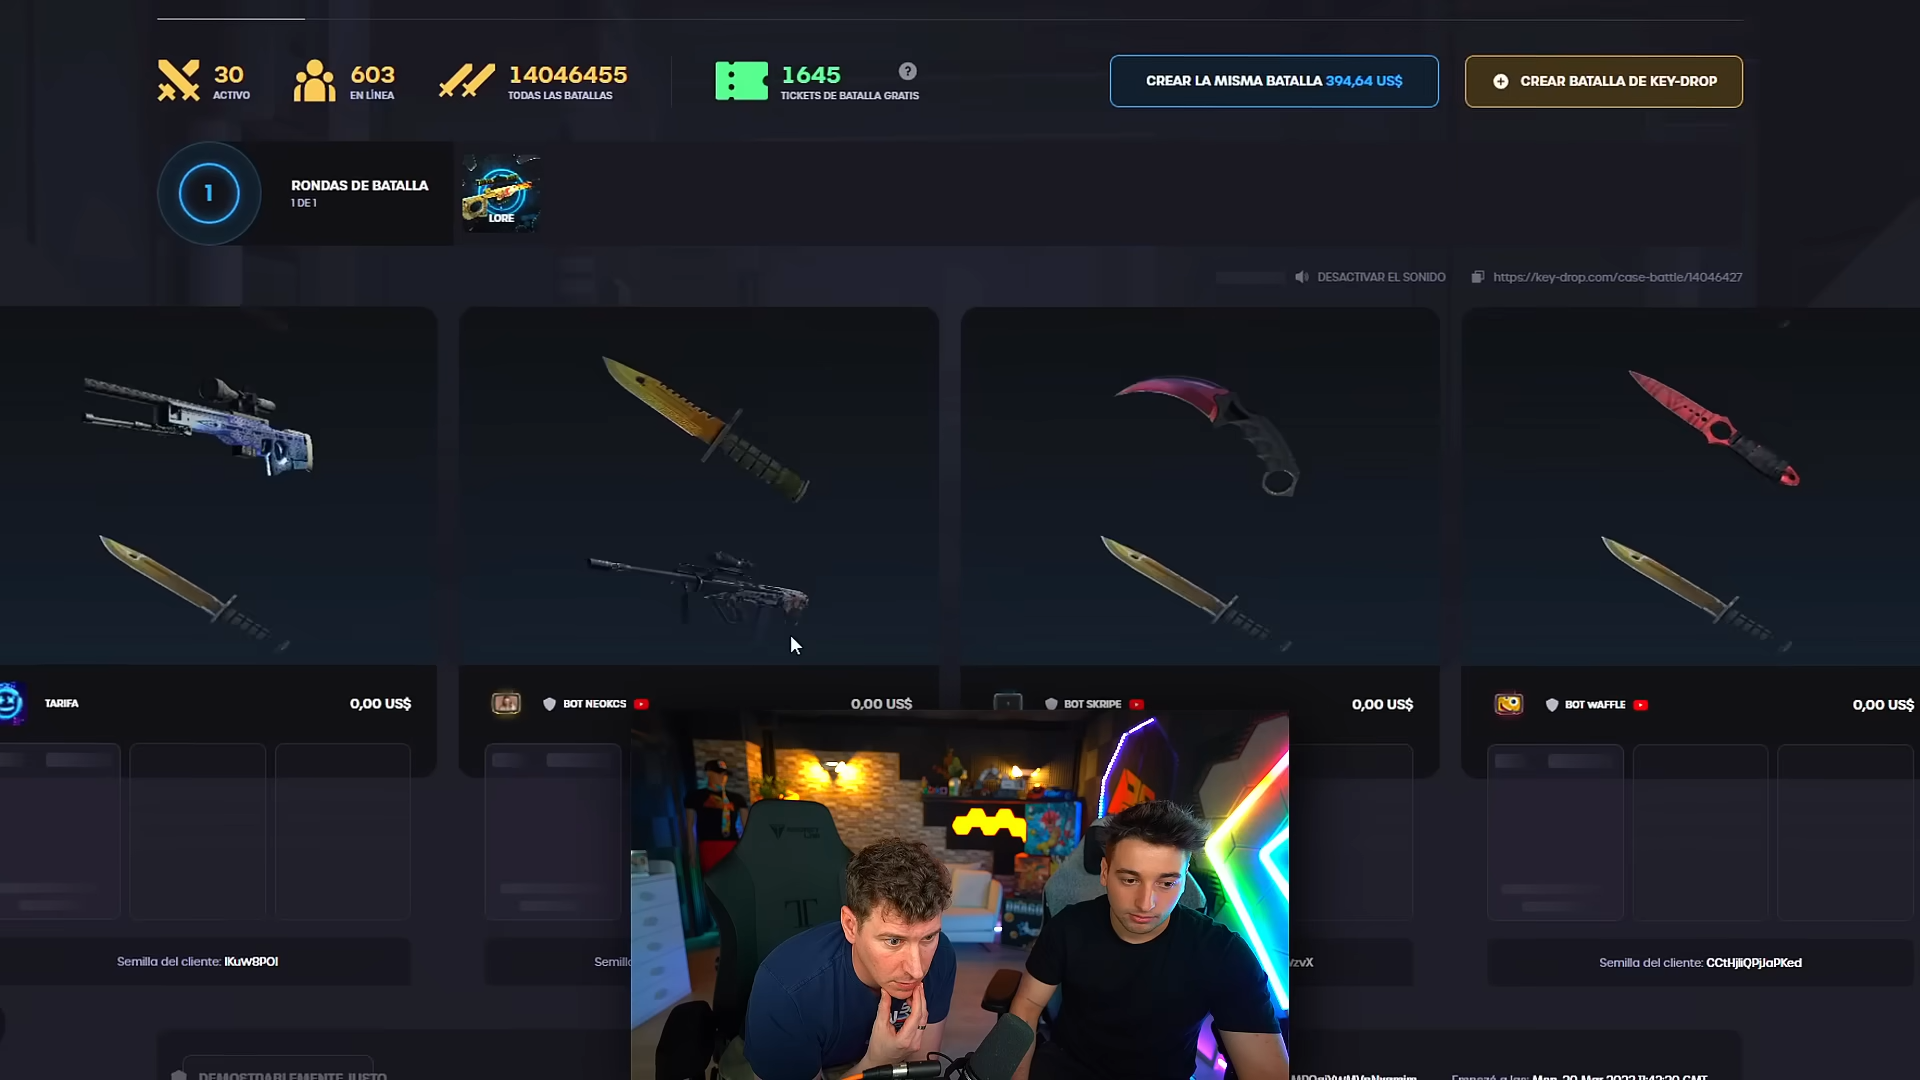 30
ACTIVO
603
EN LÍNEA
14046455
TODAS LAS BATALLAS
1645
TICKETS DE BATALLA GRATIS
?
CREAR LA MISMA BATALLA 394,64 US$
CREAR BATALLA DE KEY-DROP
1
RONDAS DE BATALLA
1 DE 1
LORE
DESACTIVAR EL SONIDO
https://key-drop.com/case-battle/14046427
TARIFA
0,00 US$
BOT NEOKCS
0,00 US$
BOT SKRIPE
0,00 US$
BOT WAFFLE
0,00 US$
Semilla del cliente:
Semilla del cliente: CCtHjliQPjJaPKed
DEMOSTRABLEMENTE JUSTO